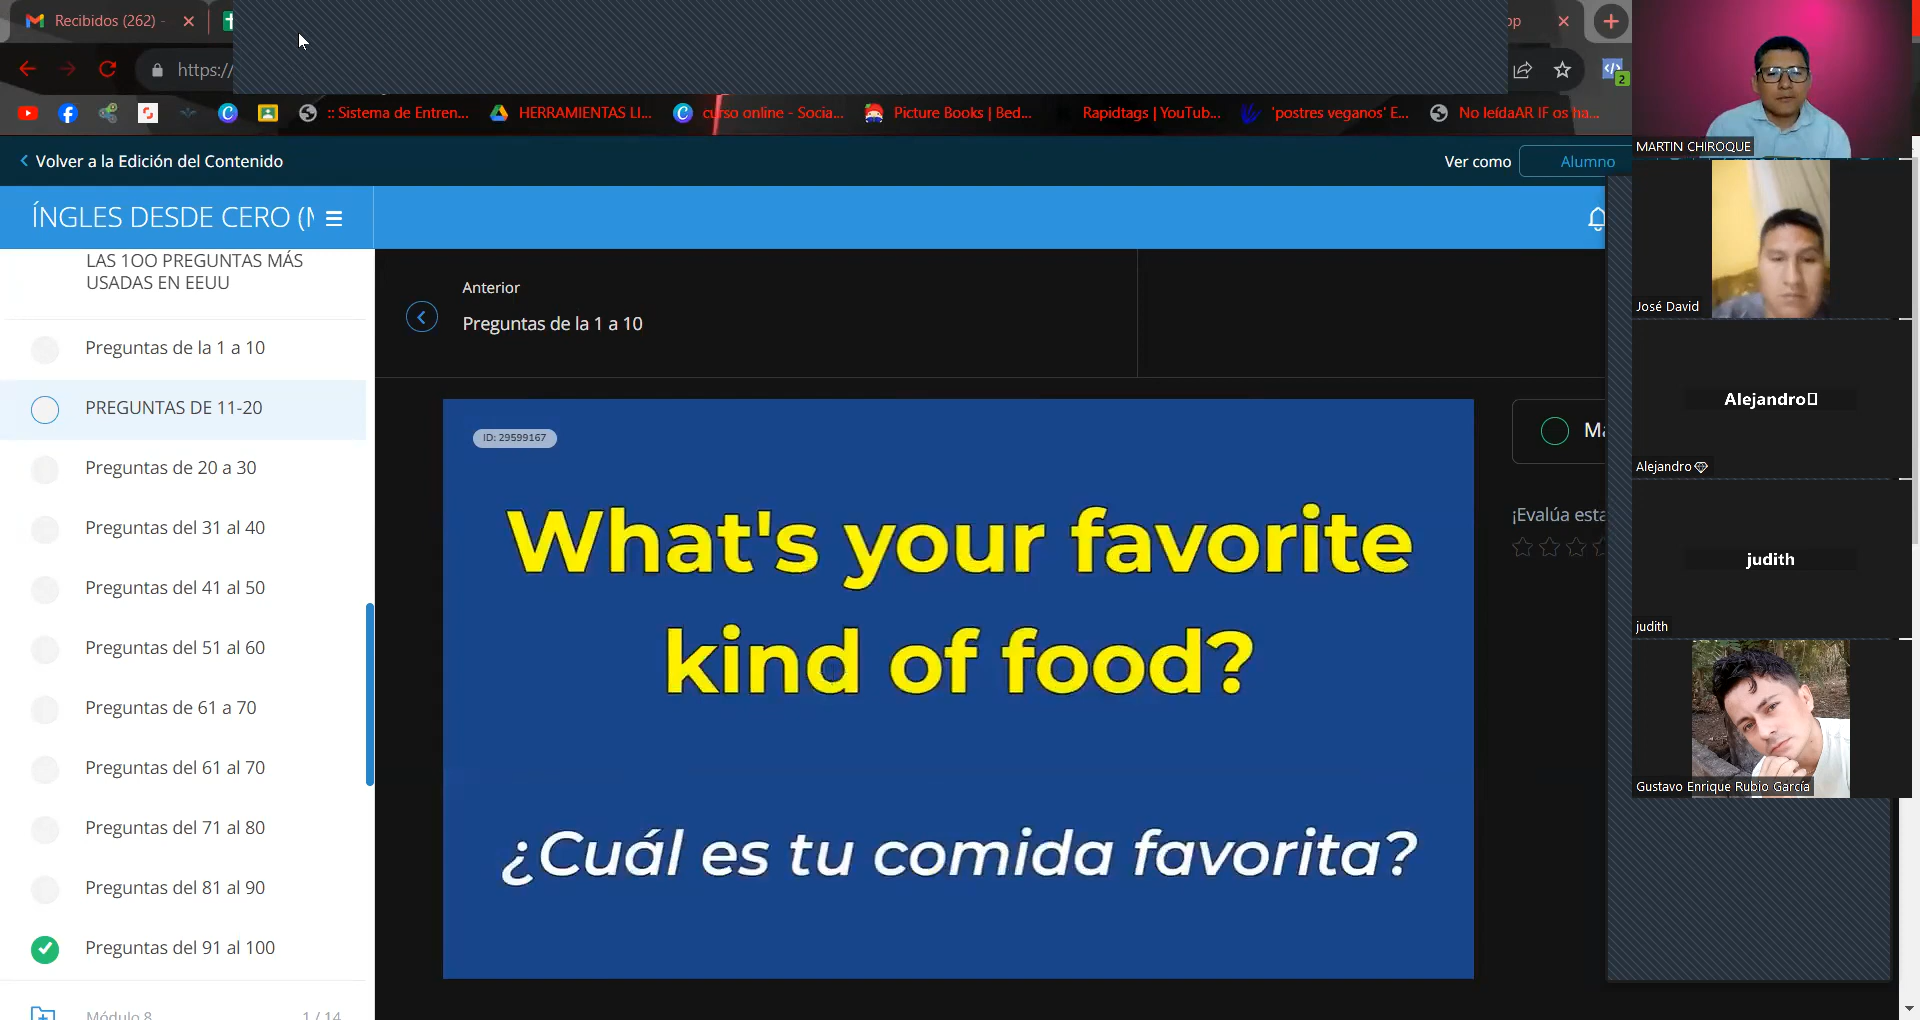 Recibidos (262) -
https://
:: Sistema de Entren...
HERRAMIENTAS LI...
curso online - Socia...
Picture Books | Bed...
Rapidtags | YouTub...
'postres veganos' E...
No leídaAR IF os ha...
2
Volver a la Edición del Contenido
Ver como
Alumno
ÍNGLES DESDE CERO (
LAS 1OO PREGUNTAS MÁS
USADAS EN EEUU
Preguntas de la 1 a 10
PREGUNTAS DE 11-20
Preguntas de 20 a 30
Preguntas del 31 al 40
Preguntas del 41 al 50
Preguntas del 51 al 60
Preguntas de 61 a 70
Preguntas del 61 al 70
Preguntas del 71 al 80
Preguntas del 81 al 90
Preguntas del 91 al 100
Módulo 8
1 / 14
Anterior
Preguntas de la 1 a 10
ID: 29599167
What's your favorite
kind of food?
¿Cuál es tu comida favorita?
¡Evalúa esta
MARTIN CHIROQUE
José David
Alejandro
Alejandro
judith
judith
Gustavo Enrique Rubio García